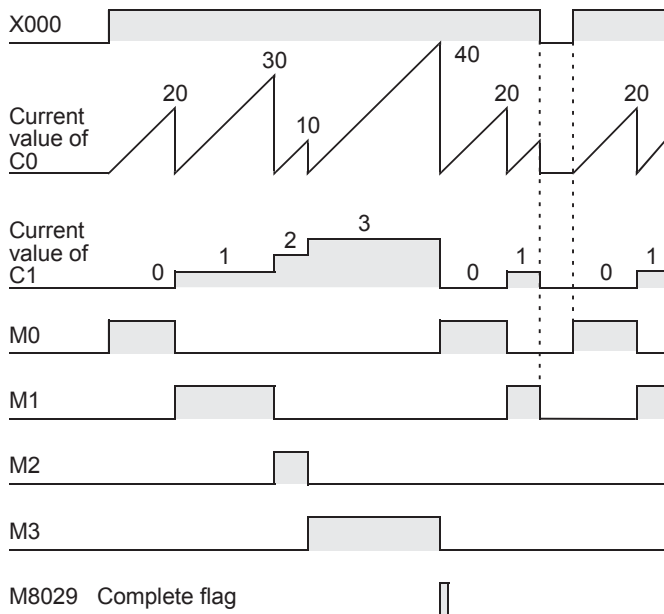 X000
30
40
20
20
20
10
Current
value of
C0
Current
value of
C1
0
1
2
3
0
1
0
1
M0
M1
M2
M3
M8029 Complete flag